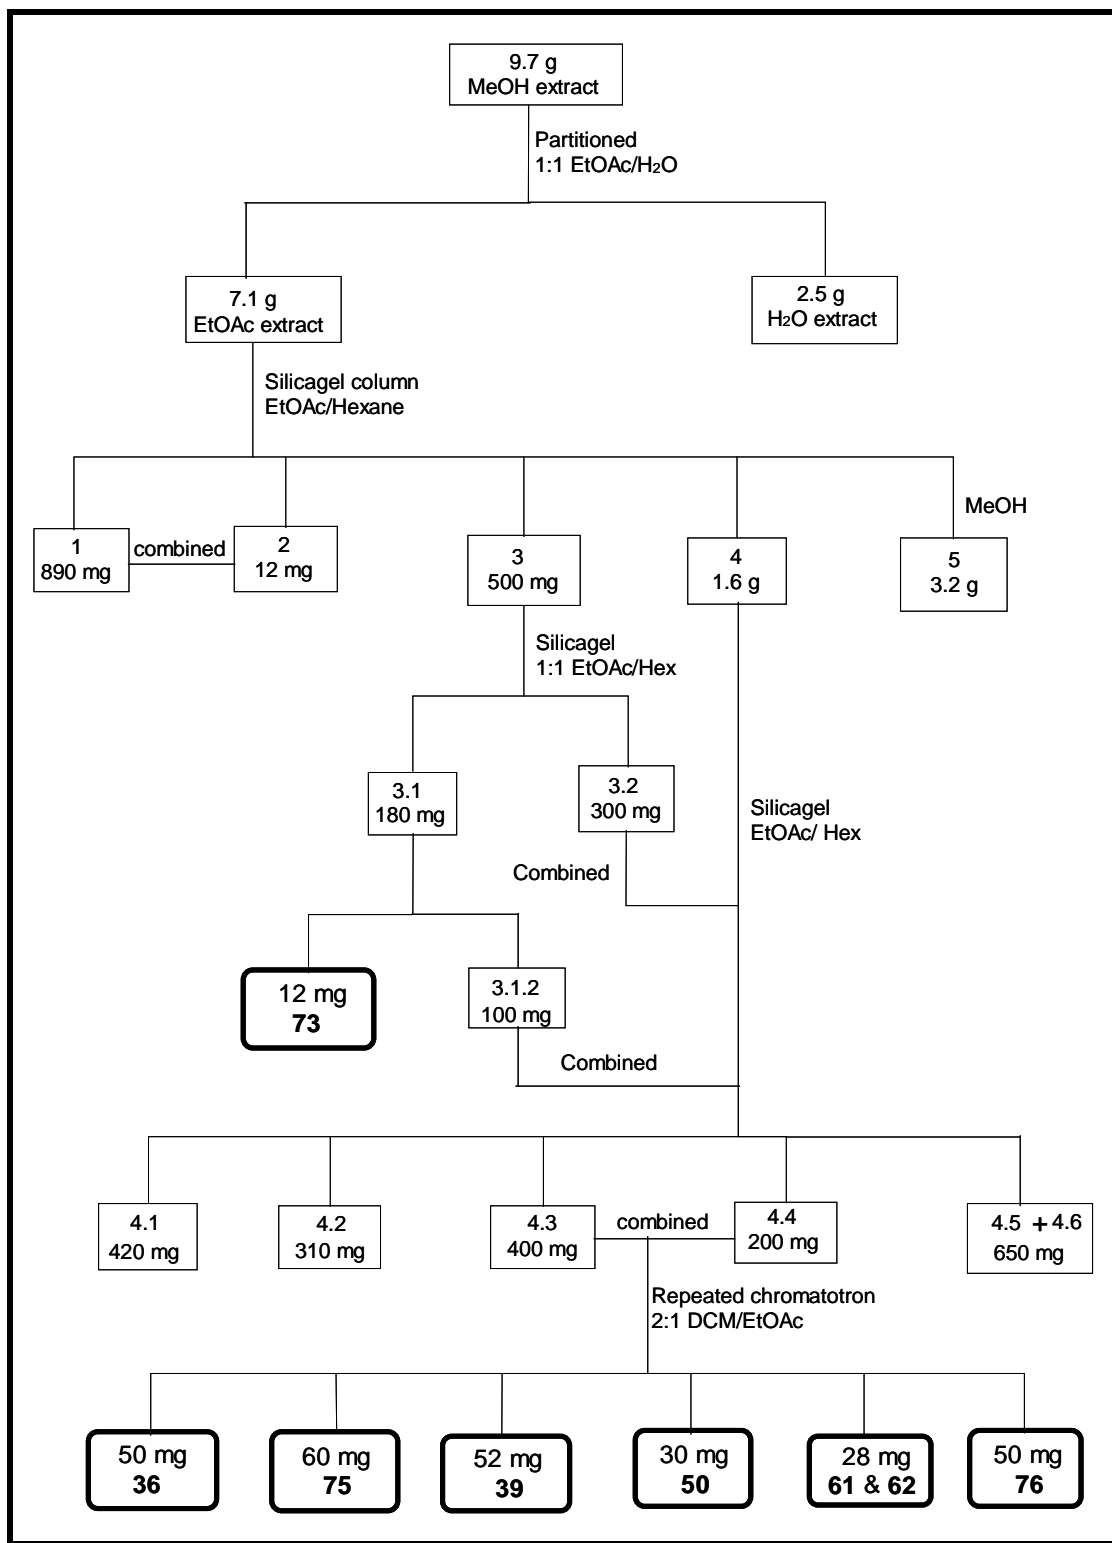 9.7 g
MeOH extract
Partitioned
1:1 EtOAc/H2O
7.1 g
EtOAc extract
2.5 g
H2O extract
Silicagel column
EtOAc/Hexane
MeOH
1
890 mg
combined
2
12 mg
3
500 mg
4
1.6 g
5
3.2 g
Silicagel
1:1 EtOAc/Hex
3.1
180 mg
3.2
300 mg
Silicagel
EtOAc/ Hex
Combined
12 mg
73
3.1.2
100 mg
Combined
4.1
420 mg
4.2
310 mg
4.3
400 mg
combined
4.4
200 mg
4.5 + 4.6
650 mg
Repeated chromatotron
2:1 DCM/EtOAc
50 mg
36
60 mg
75
52 mg
39
30 mg
50
28 mg
61 & 62
50 mg
76